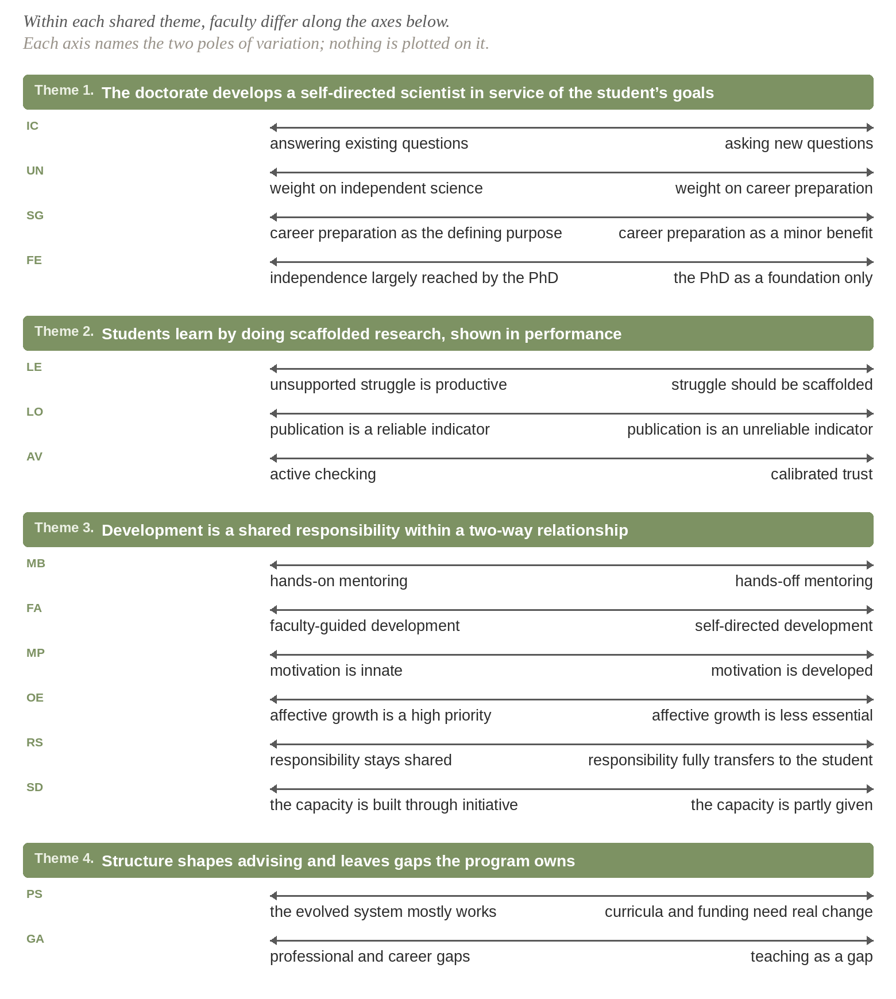 Within each shared theme, faculty differ along the axes below.
Each axis names the two poles of variation; nothing is plotted on it.
Theme 1. The doctorate develops a self-directed scientist in service of the student’s goals
IC
answering existing questions asking new questions
UN
weight on independent science weight on career preparation
SG
career preparation as the defining purpose career preparation as a minor benefit
FE
independence largely reached by the PhD the PhD as a foundation only
Theme 2. Students learn by doing scaffolded research, shown in performance
LE
unsupported struggle is productive struggle should be scaffolded
LO
publication is a reliable indicator publication is an unreliable indicator
AV
active checking calibrated trust
Theme 3. Development is a shared responsibility within a two-way relationship
MB
hands-on mentoring hands-off mentoring
FA
faculty-guided development self-directed development
MP
motivation is innate motivation is developed
OE
affective growth is a high priority affective growth is less essential
RS
responsibility stays shared responsibility fully transfers to the student
SD
the capacity is built through initiative the capacity is partly given
Theme 4. Structure shapes advising and leaves gaps the program owns
PS
the evolved system mostly works curricula and funding need real change
GA
professional and career gaps teaching as a gap